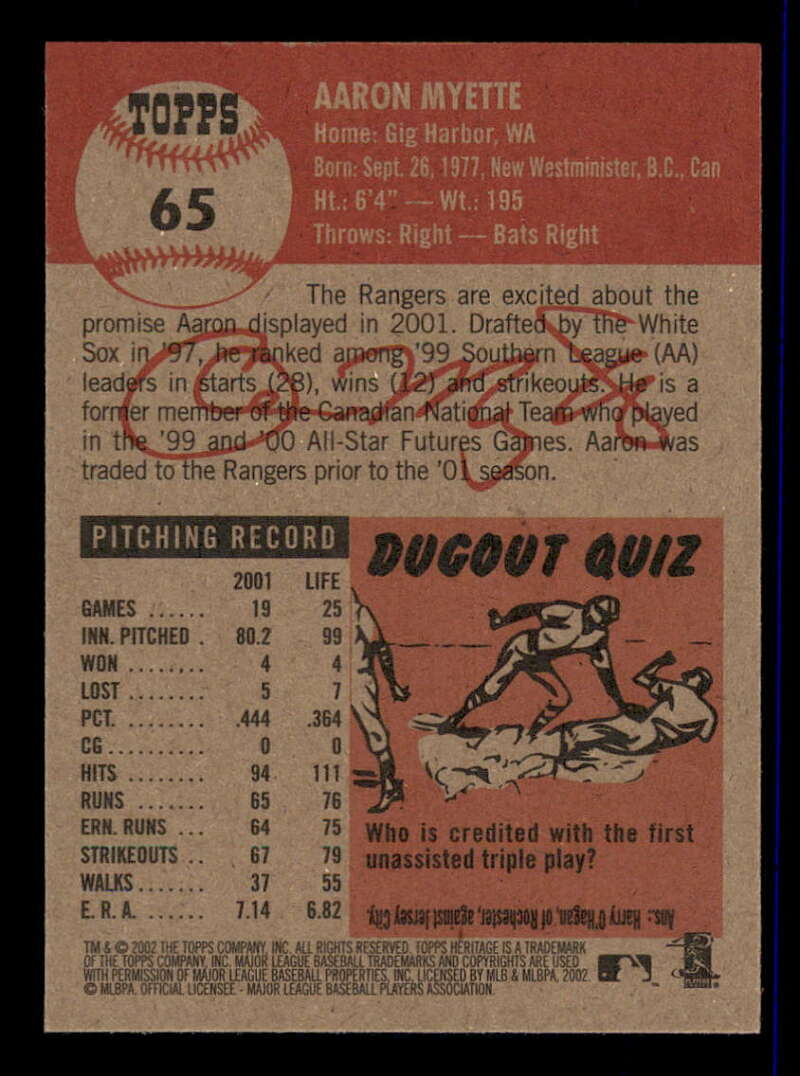 TOPPS
65
AARON MYETTE
Home: Gig Harbor, WA
Born: Sept. 26, 1977, New Westminister, B.C., Can
Ht.: 6'4" — Wt.: 195
Throws: Right — Bats Right
The Rangers are excited about the
promise Aaron displayed in 2001. Drafted by the White
Sox in '97, he ranked among '99 Southern League (AA)
leaders in starts (28), wins (12) and strikeouts. He is a
former member of the Canadian National Team who played
in the '99 and '00 All-Star Futures Games. Aaron was
traded to the Rangers prior to the '01 season.
PITCHING RECORD
2001 LIFE
GAMES ...... 19 25
INN. PITCHED . 80.2 99
WON ........ 4 4
LOST ........ 5 7
PCT. ........ .444 .364
CG .......... 0 0
HITS ........ 94 111
RUNS ....... 65 76
ERN. RUNS ... 64 75
STRIKEOUTS .. 67 79
WALKS ....... 37 55
E. R. A. ...... 7.14 6.82
DUGOUT QUIZ
Who is credited with the first
unassisted triple play?
Ans.: Harry O'Hagan, of Rochester, against Jersey City.
TM & © 2002 THE TOPPS COMPANY, INC. ALL RIGHTS RESERVED. TOPPS HERITAGE IS A TRADEMARK
OF THE TOPPS COMPANY, INC. MAJOR LEAGUE BASEBALL TRADEMARKS AND COPYRIGHTS ARE USED
WITH PERMISSION OF MAJOR LEAGUE BASEBALL PROPERTIES, INC. LICENSED BY MLB & MLBPA, 2002.
© MLBPA. OFFICIAL LICENSEE - MAJOR LEAGUE BASEBALL PLAYERS ASSOCIATION.